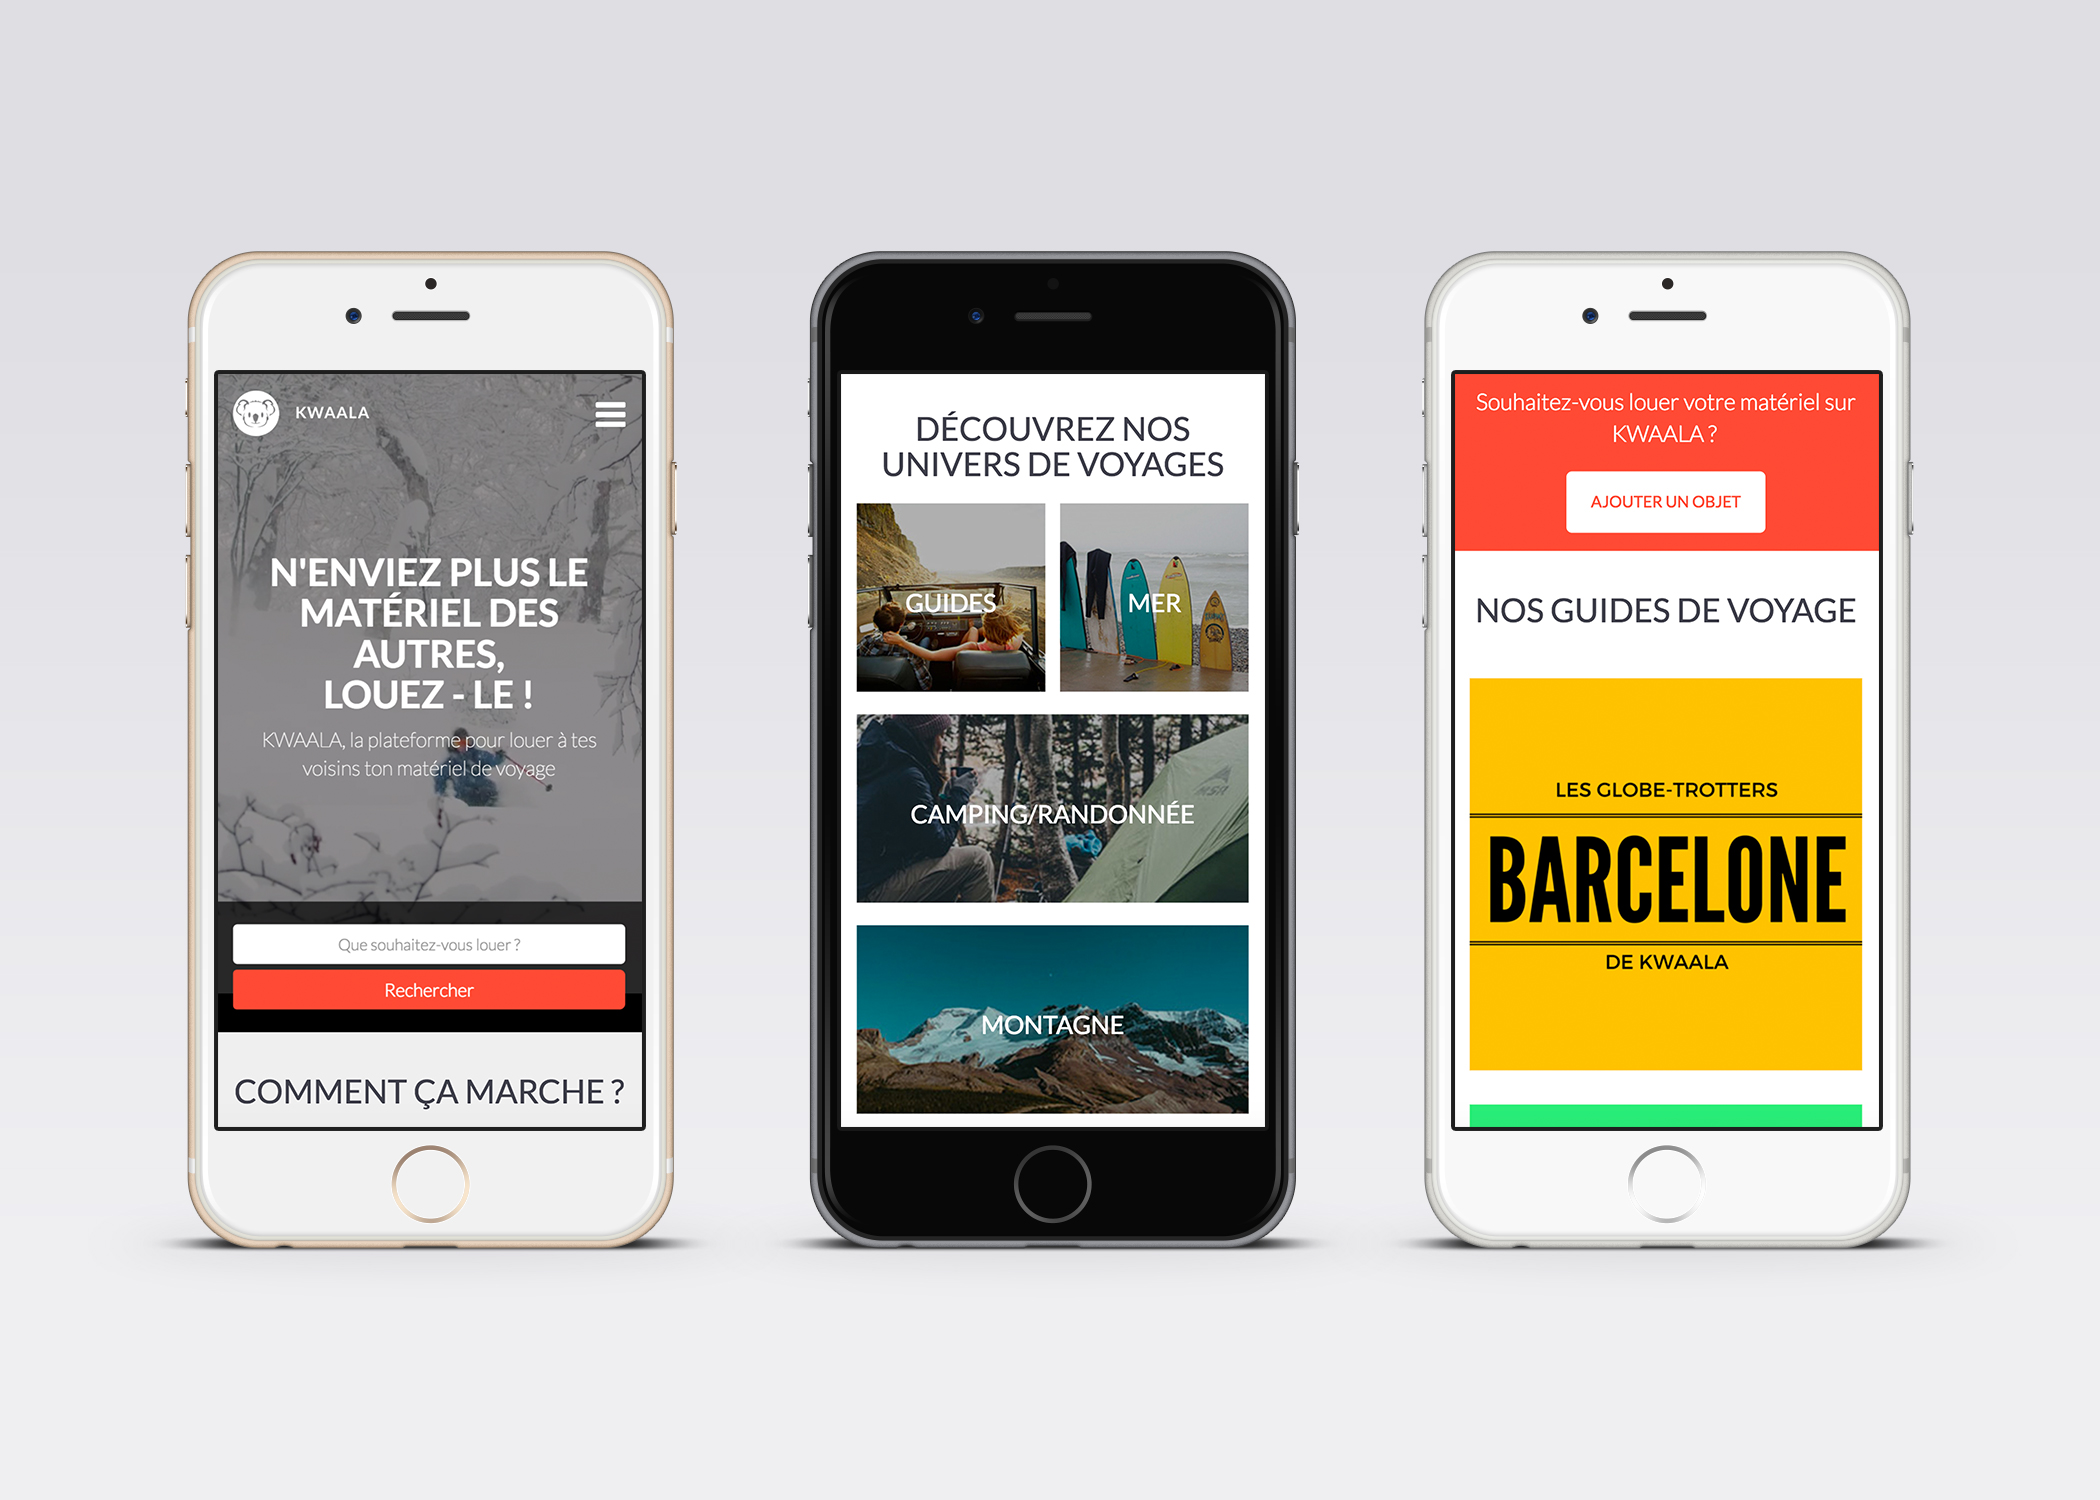 KWAALA
N'ENVIEZ PLUS LE
MATÉRIEL DES
AUTRES,
LOUEZ - LE !
KWAALA, la plateforme pour louer à tes
voisins ton matériel de voyage
Que souhaitez-vous louer ?
Rechercher
COMMENT ÇA MARCHE ?
DÉCOUVREZ NOS
UNIVERS DE VOYAGES
GUIDES
MER
CAMPING/RANDONNÉE
MSR
MONTAGNE
Souhaitez-vous louer votre matériel sur
KWAALA ?
AJOUTER UN OBJET
NOS GUIDES DE VOYAGE
LES GLOBE-TROTTERS
BARCELONE
DE KWAALA